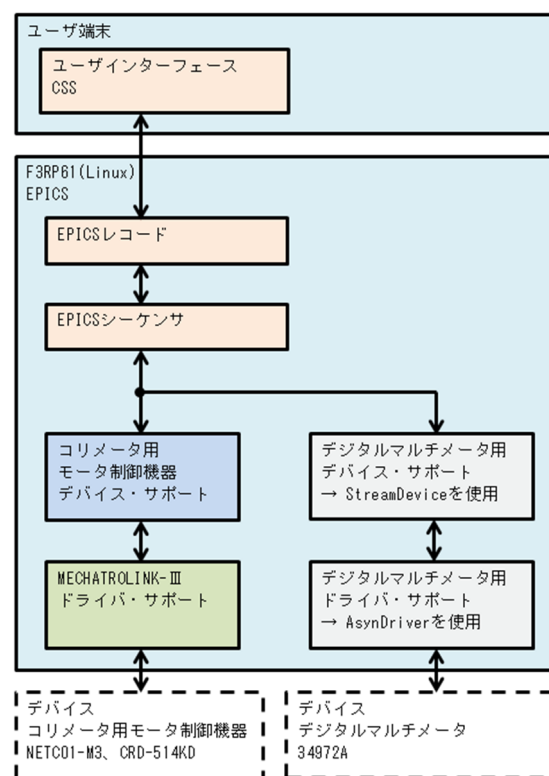 ユーザ端末
ユーザインターフェース
CSS
F3RP61(Linux)
EPICS
EPICSレコード
EPICSシーケンサ
コリメータ用
モータ制御機器
デバイス・サポート
デジタルマルチメータ用
デバイス・サポート
→ StreamDeviceを使用
MECHATROLINK-Ⅲ
ドライバ・サポート
デジタルマルチメータ用
ドライバ・サポート
→ AsynDriverを使用
デバイス
コリメータ用モータ制御機器
NETC01-M3、CRD-514KD
デバイス
デジタルマルチメータ
34972A